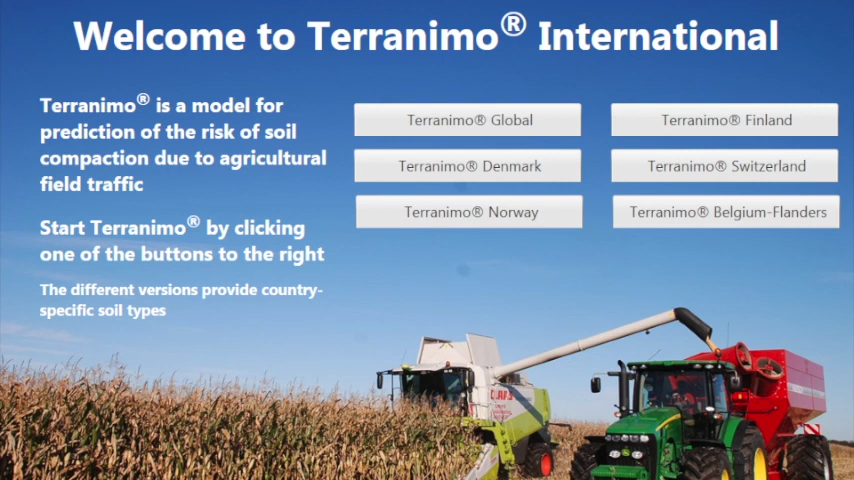 Welcome to Terranimo® International
Terranimo® is a model for
prediction of the risk of soil
compaction due to agricultural
field traffic
Start Terranimo® by clicking
one of the buttons to the right
The different versions provide country-
specific soil types
Terranimo® Global
Terranimo® Finland
Terranimo® Denmark
Terranimo® Switzerland
Terranimo® Norway
Terranimo® Belgium-Flanders
CLAAS